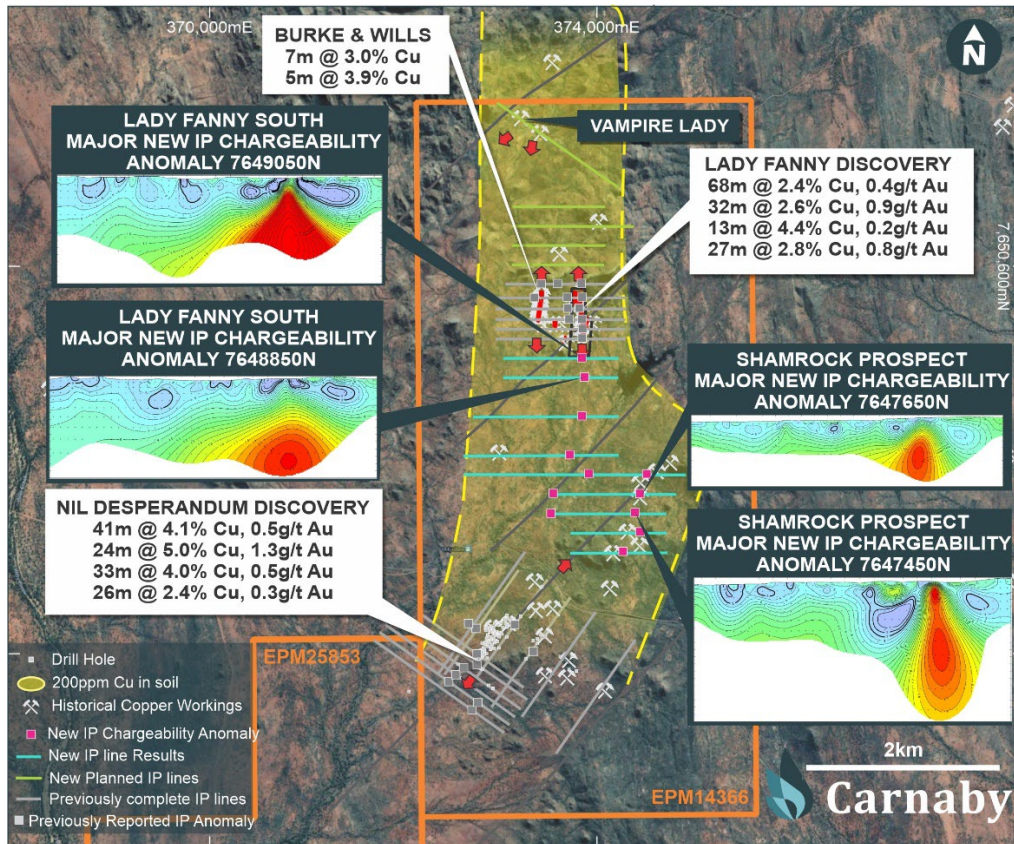 370,000mE
374,000mE
N
BURKE & WILLS
7m @ 3.0% Cu
5m @ 3.9% Cu
LADY FANNY SOUTH
MAJOR NEW IP CHARGEABILITY
ANOMALY 7649050N
VAMPIRE LADY
LADY FANNY DISCOVERY
68m @ 2.4% Cu, 0.4g/t Au
32m @ 2.6% Cu, 0.9g/t Au
13m @ 4.4% Cu, 0.2g/t Au
27m @ 2.8% Cu, 0.8g/t Au
7,650,600mN
LADY FANNY SOUTH
MAJOR NEW IP CHARGEABILITY
ANOMALY 7648850N
SHAMROCK PROSPECT
MAJOR NEW IP CHARGEABILITY
ANOMALY 7647650N
NIL DESPERANDUM DISCOVERY
41m @ 4.1% Cu, 0.5g/t Au
24m @ 5.0% Cu, 1.3g/t Au
33m @ 4.0% Cu, 0.5g/t Au
26m @ 2.4% Cu, 0.3g/t Au
SHAMROCK PROSPECT
MAJOR NEW IP CHARGEABILITY
ANOMALY 7647450N
EPM25853
Drill Hole
200ppm Cu in soil
Historical Copper Workings
New IP Chargeability Anomaly
New IP line Results
New Planned IP lines
Previously complete IP lines
Previously Reported IP Anomaly
EPM14366
2km
Carnaby